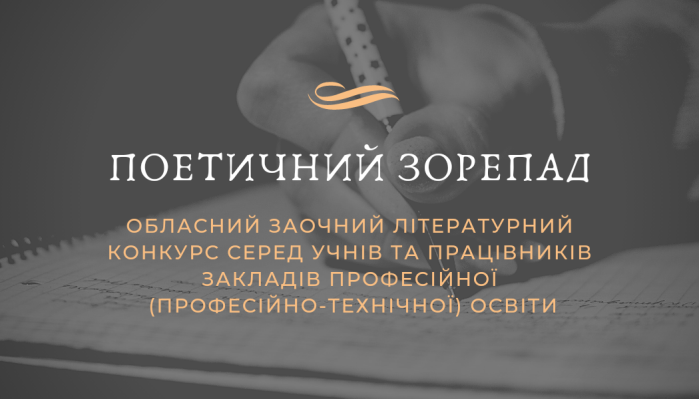 ПОЕТИЧНИЙ ЗОРЕПАД
ОБЛАСНИЙ ЗАОЧНИЙ ЛІТЕРАТУРНИЙ
КОНКУРС СЕРЕД УЧНІВ ТА ПРАЦІВНИКІВ
ЗАКЛАДІВ ПРОФЕСІЙНОЇ
(ПРОФЕСІЙНО-ТЕХНІЧНОЇ) ОСВІТИ